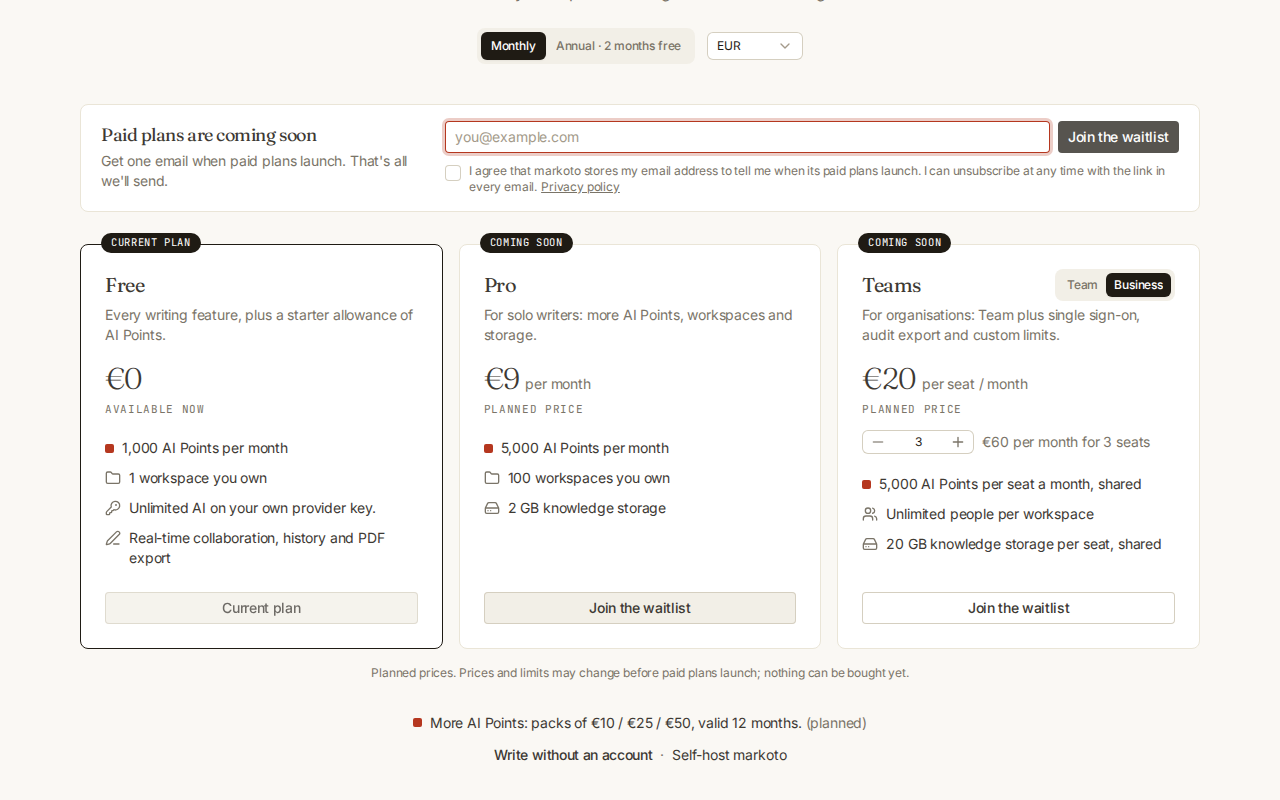 Monthly
Annual · 2 months free
EUR
Paid plans are coming soon
Get one email when paid plans launch. That's all
we'll send.
you@example.com
Join the waitlist
I agree that markoto stores my email address to tell me when its paid plans launch. I can unsubscribe at any time with the link in
every email. Privacy policy
CURRENT PLAN
Free
Every writing feature, plus a starter allowance of
AI Points.
€0
AVAILABLE NOW
1,000 AI Points per month
1 workspace you own
Unlimited AI on your own provider key.
Real-time collaboration, history and PDF
export
Current plan
COMING SOON
Pro
For solo writers: more AI Points, workspaces and
storage.
€9 per month
PLANNED PRICE
5,000 AI Points per month
100 workspaces you own
2 GB knowledge storage
Join the waitlist
COMING SOON
Teams
Team
Business
For organisations: Team plus single sign-on,
audit export and custom limits.
€20 per seat / month
PLANNED PRICE
3
€60 per month for 3 seats
5,000 AI Points per seat a month, shared
Unlimited people per workspace
20 GB knowledge storage per seat, shared
Join the waitlist
Planned prices. Prices and limits may change before paid plans launch; nothing can be bought yet.
More AI Points: packs of €10 / €25 / €50, valid 12 months. (planned)
Write without an account · Self-host markoto